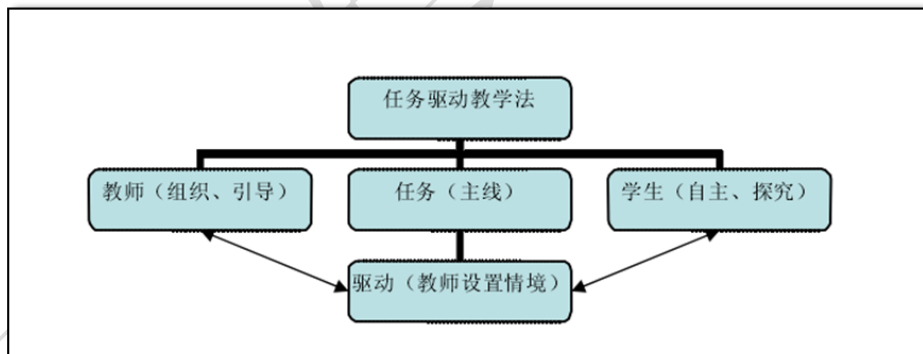 任务驱动教学法
教师（组织、引导）
任务（主线）
学生（自主、探究）
驱动（教师设置情境）